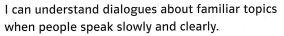 I can understand dialogues about familiar topics
when people speak slowly and clearly.